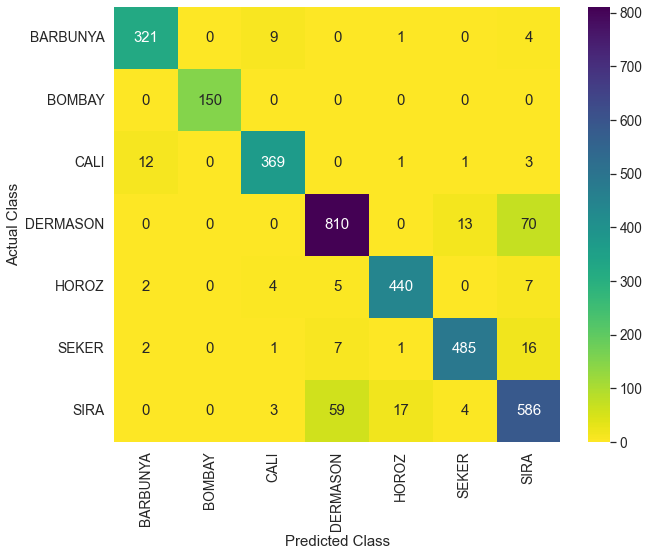 BARBUNYA 321 0 9 0 1 0 4
BOMBAY 0 150 0 0 0 0 0
CALI 12 0 369 0 1 1 3
DERMASON 0 0 0 810 0 13 70
HOROZ 2 0 4 5 440 0 7
SEKER 2 0 1 7 1 485 16
SIRA 0 0 3 59 17 4 586
BARBUNYA BOMBAY CALI DERMASON HOROZ SEKER SIRA
Predicted Class
Actual Class
800
700
600
500
400
300
200
100
0